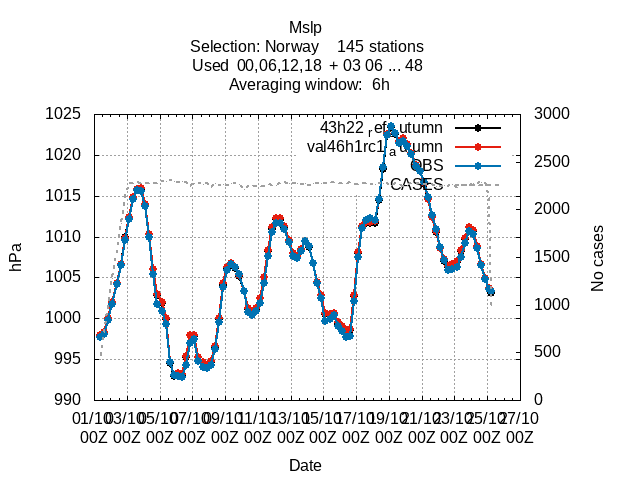 Mslp
Selection: Norway 145 stations
Used 00,06,12,18 + 03 06 ... 48
Averaging window: 6h
1025
1020
1015
1010
1005
1000
995
990
3000
2500
2000
1500
1000
500
0
hPa
No cases
43h22_ref_autumn
val46h1rc1_autumn
OBS
CASES
01/10 03/10 05/10 07/10 09/10 11/10 13/10 15/10 17/10 19/10 21/10 23/10 25/10 27/10
00Z 00Z 00Z 00Z 00Z 00Z 00Z 00Z 00Z 00Z 00Z 00Z 00Z 00Z
Date